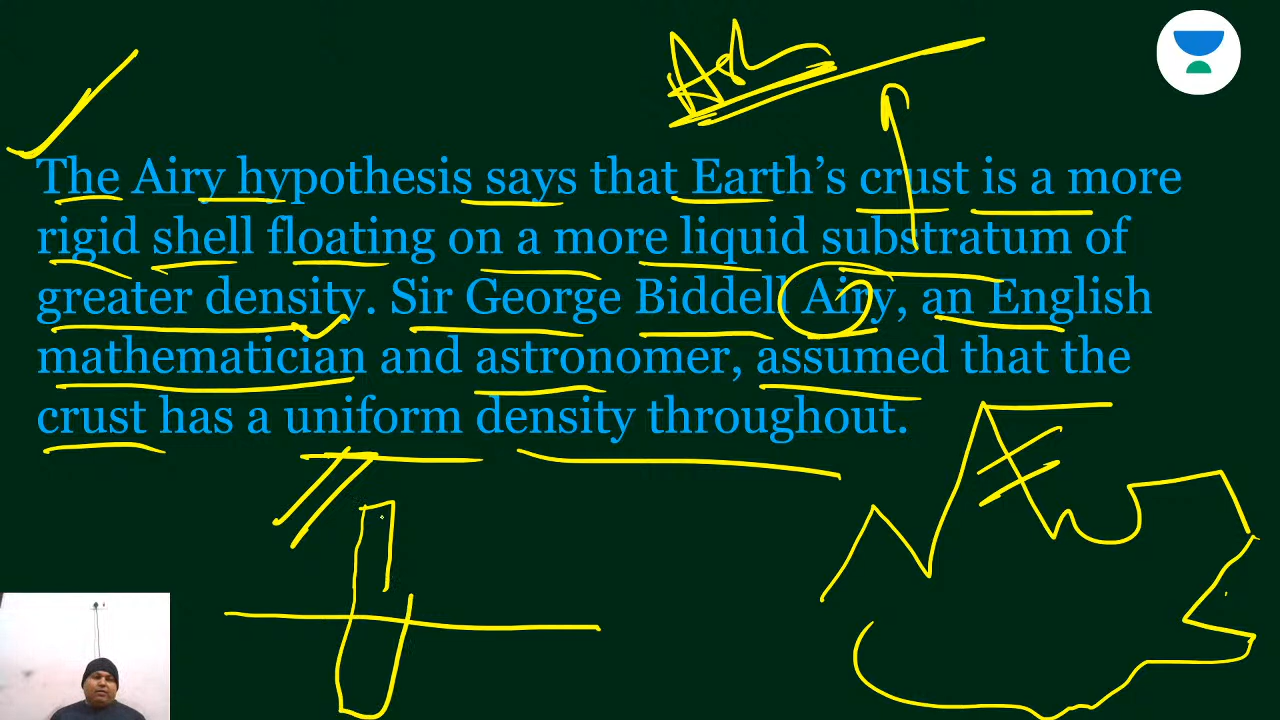 The Airy hypothesis says that Earth’s crust is a more
rigid shell floating on a more liquid substratum of
greater density. Sir George Biddell Airy, an English
mathematician and astronomer, assumed that the
crust has a uniform density throughout.